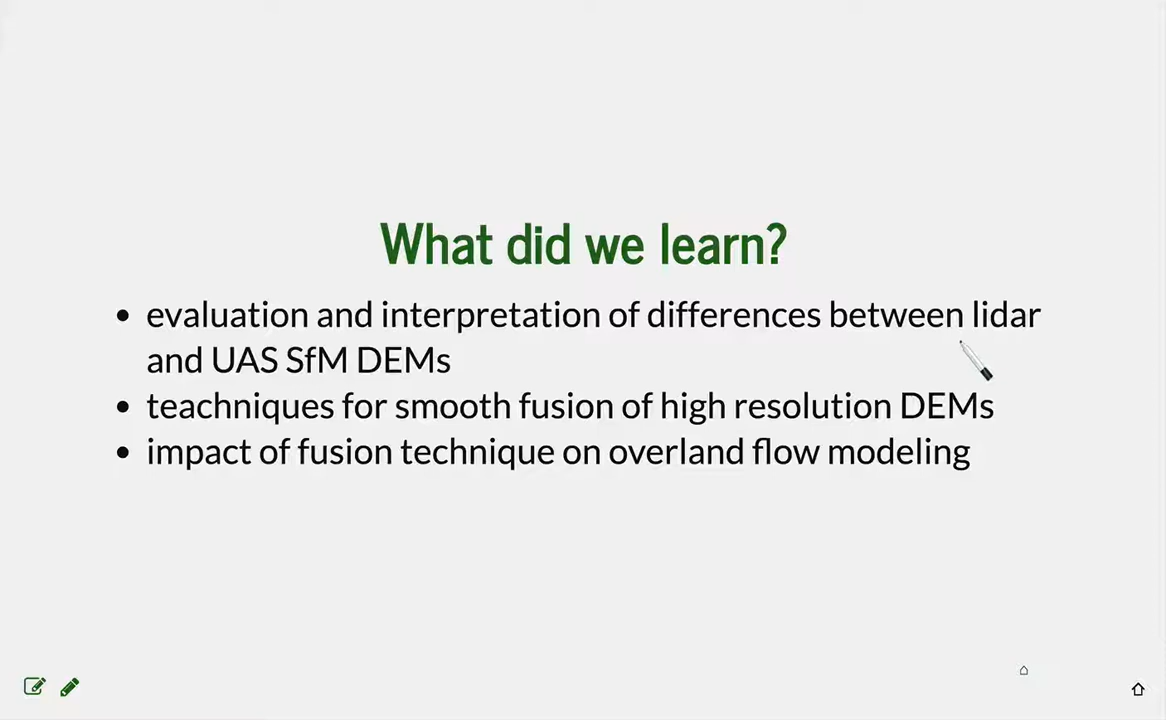 What did we learn?
• evaluation and interpretation of differences between lidar
and UAS SfM DEMs
• teachniques for smooth fusion of high resolution DEMs
• impact of fusion technique on overland flow modeling